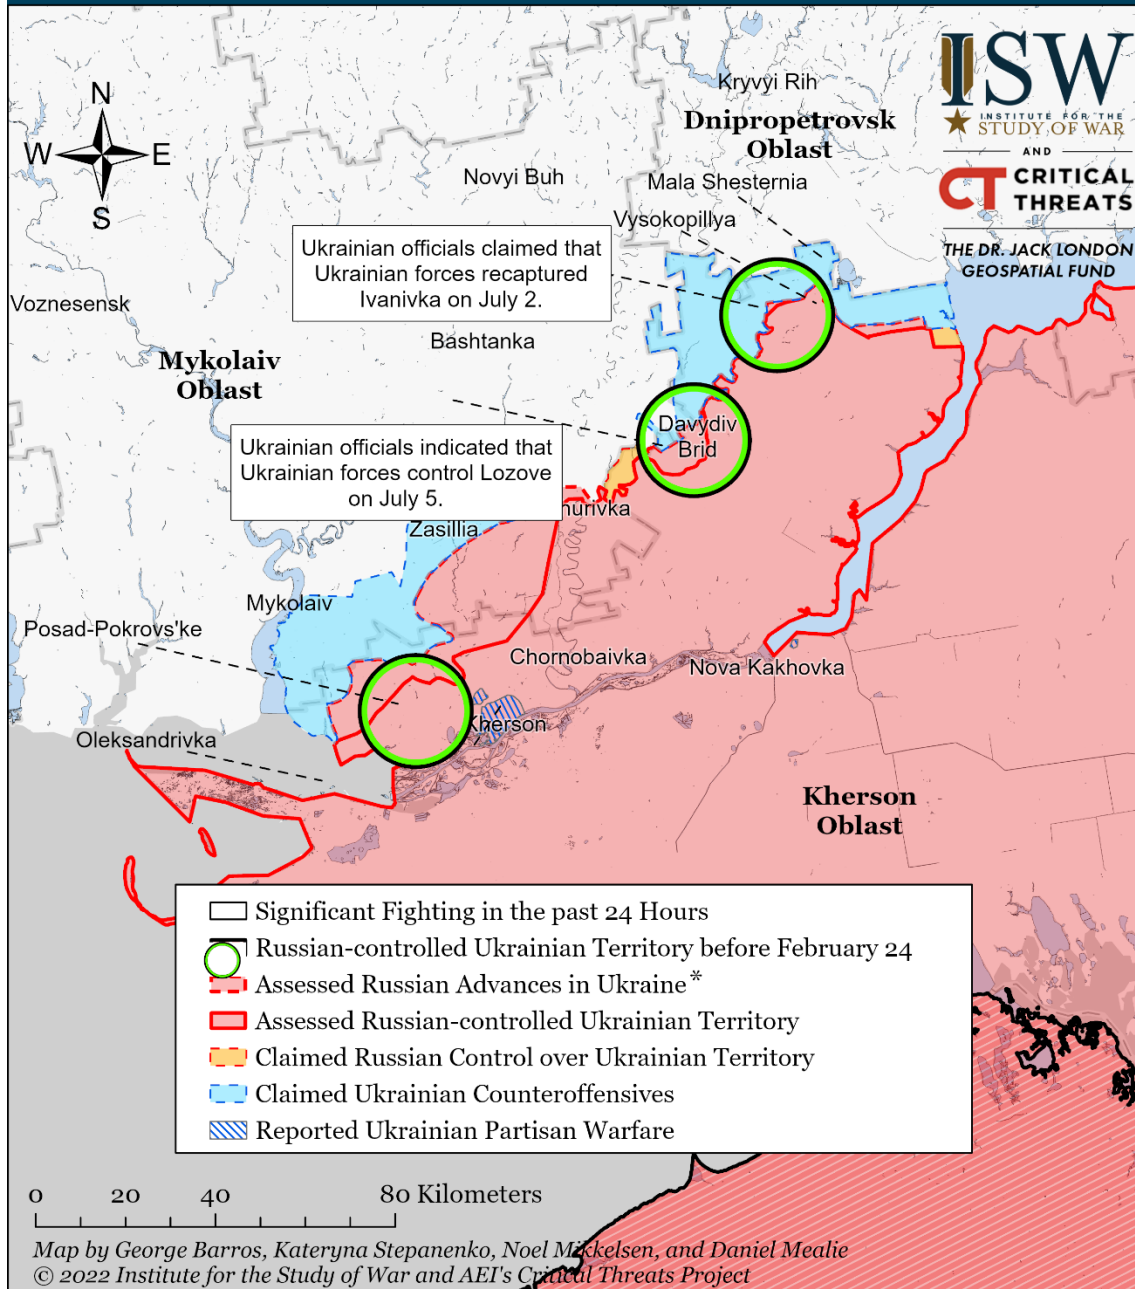 N
W E
S
ISW
INSTITUTE FOR THE
STUDY OF WAR
AND
CT CRITICAL
THREATS
THE DR. JACK LONDON
GEOSPATIAL FUND
Kryvyi Rih
Dnipropetrovsk
Oblast
Novyi Buh
Mala Shesternia
Vysokopillya
Ukrainian officials claimed that
Ukrainian forces recaptured
Ivanivka on July 2.
Voznesensk
Bashtanka
Mykolaiv
Oblast
Davydiv
Brid
Ukrainian officials indicated that
Ukrainian forces control Lozove
on July 5.
hurivka
Zasillia
Mykolaiv
Posad-Pokrovs'ke
Chornobaivka
Nova Kakhovka
Kherson
Oleksandrivka
Kherson
Oblast
Significant Fighting in the past 24 Hours
Russian-controlled Ukrainian Territory before February 24
Assessed Russian Advances in Ukraine*
Assessed Russian-controlled Ukrainian Territory
Claimed Russian Control over Ukrainian Territory
Claimed Ukrainian Counteroffensives
Reported Ukrainian Partisan Warfare
0 20 40 80 Kilometers
Map by George Barros, Kateryna Stepanenko, Noel Mikkelsen, and Daniel Mealie
© 2022 Institute for the Study of War and AEI's Critical Threats Project